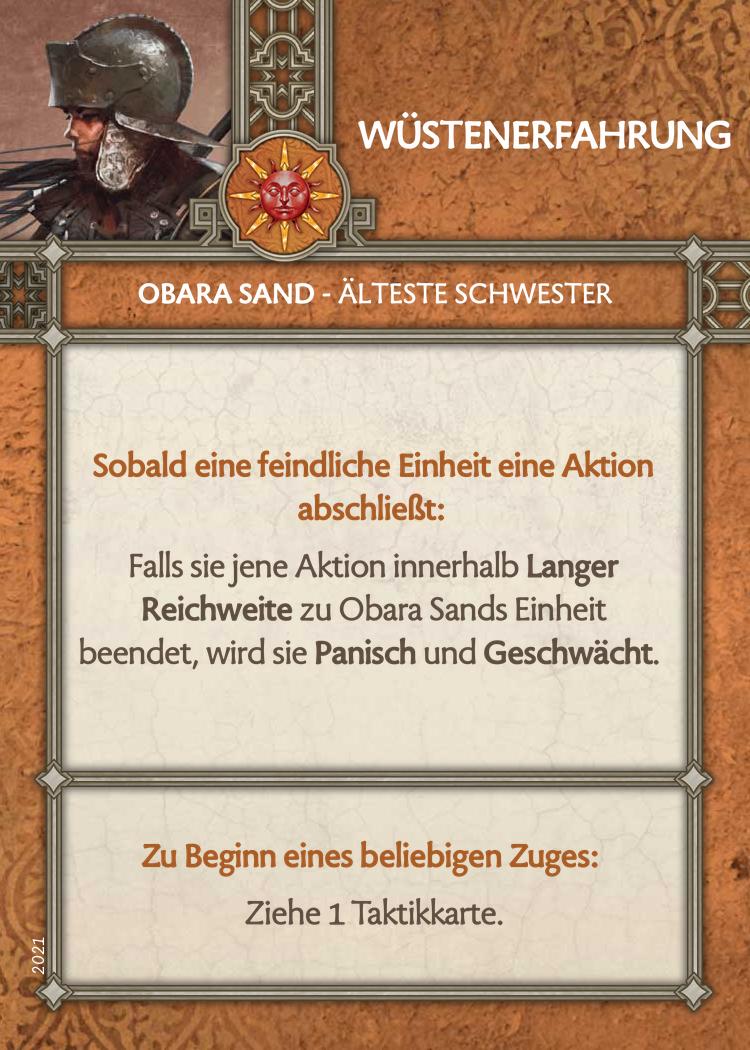 WÜSTENERFAHRUNG
OBARA SAND - ÄLTESTE SCHWESTER
Sobald eine feindliche Einheit eine Aktion
abschließt:
Falls sie jene Aktion innerhalb Langer
Reichweite zu Obara Sands Einheit
beendet, wird sie Panisch und Geschwächt.
Zu Beginn eines beliebigen Zuges:
Ziehe 1 Taktikkarte.
2021